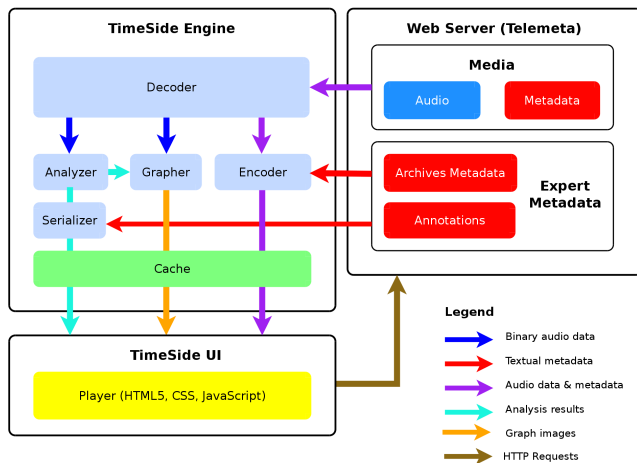 TimeSide Engine
Decoder
Analyzer
Grapher
Encoder
Serializer
Cache
TimeSide UI
Player (HTML5, CSS, JavaScript)
Web Server (Telemeta)
Media
Audio
Metadata
Archives Metadata
Annotations
Expert
Metadata
Legend
Binary audio data
Textual metadata
Audio data & metadata
Analysis results
Graph images
HTTP Requests